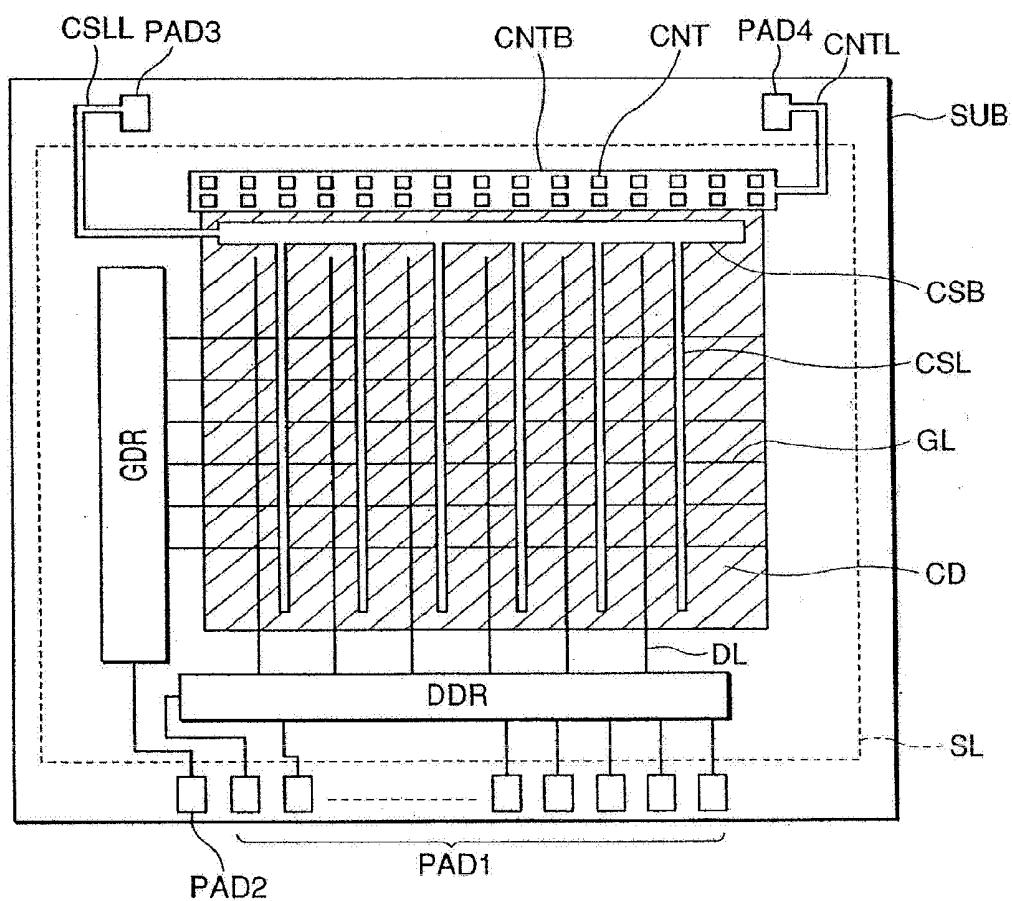 CSLL PAD3 CNTB CNT PAD4 CNTL
SUB
CSB
CSL
GDR
GL
CD
DL
DDR
SL
PAD1
PAD2